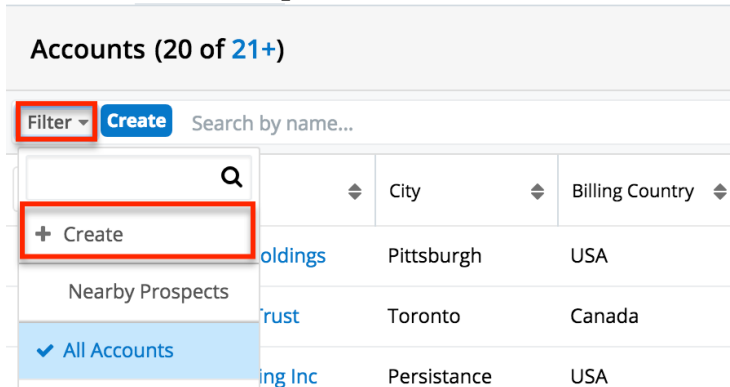 Accounts (20 of 21+)
Filter Create Search by name...
City Billing Country
+ Create
oldings Pittsburgh USA
Nearby Prospects
Trust Toronto Canada
All Accounts
ing Inc Persistance USA